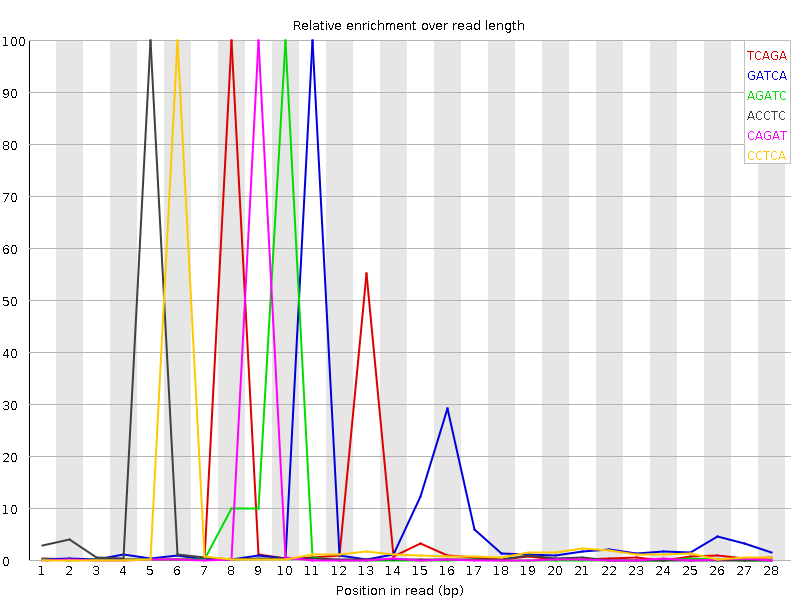 Relative enrichment over read length
100
90
80
70
60
50
40
30
20
10
0
TCAGA
GATCA
AGATC
ACCTC
CAGAT
CCTCA
1 2 3 4 5 6 7 8 9 10 11 12 13 14 15 16 17 18 19 20 21 22 23 24 25 26 27 28
Position in read (bp)